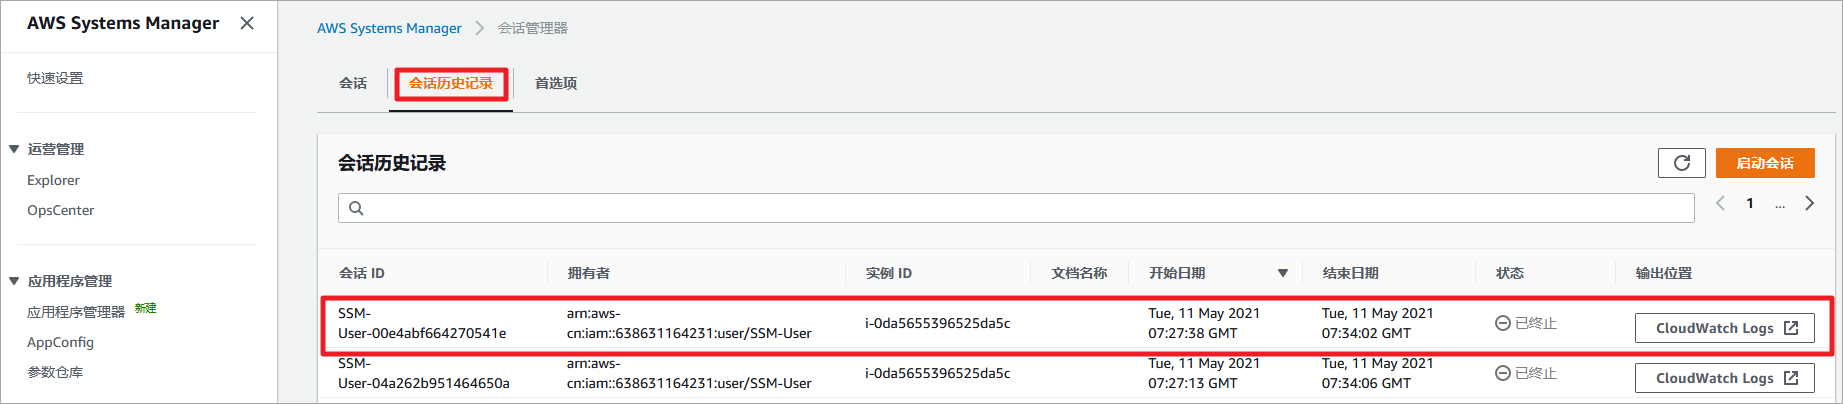 AWS Systems Manager
快速设置
运营管理
Explorer
OpsCenter
应用程序管理
应用程序管理器 新建
AppConfig
参数仓库
AWS Systems Manager > 会话管理器
会话 会话历史记录 首选项
会话历史记录
启动会话
1 ...
会话 ID 拥有者 实例 ID 文档名称 开始日期 结束日期 状态 输出位置
SSM-User-00e4abf664270541e arn:aws-cn:iam::638631164231:user/SSM-User i-0da5655396525da5c Tue, 11 May 2021 07:27:38 GMT Tue, 11 May 2021 07:34:02 GMT 已终止 CloudWatch Logs
SSM-User-04a262b951464650a arn:aws-cn:iam::638631164231:user/SSM-User i-0da5655396525da5c Tue, 11 May 2021 07:27:13 GMT Tue, 11 May 2021 07:34:06 GMT 已终止 CloudWatch Logs